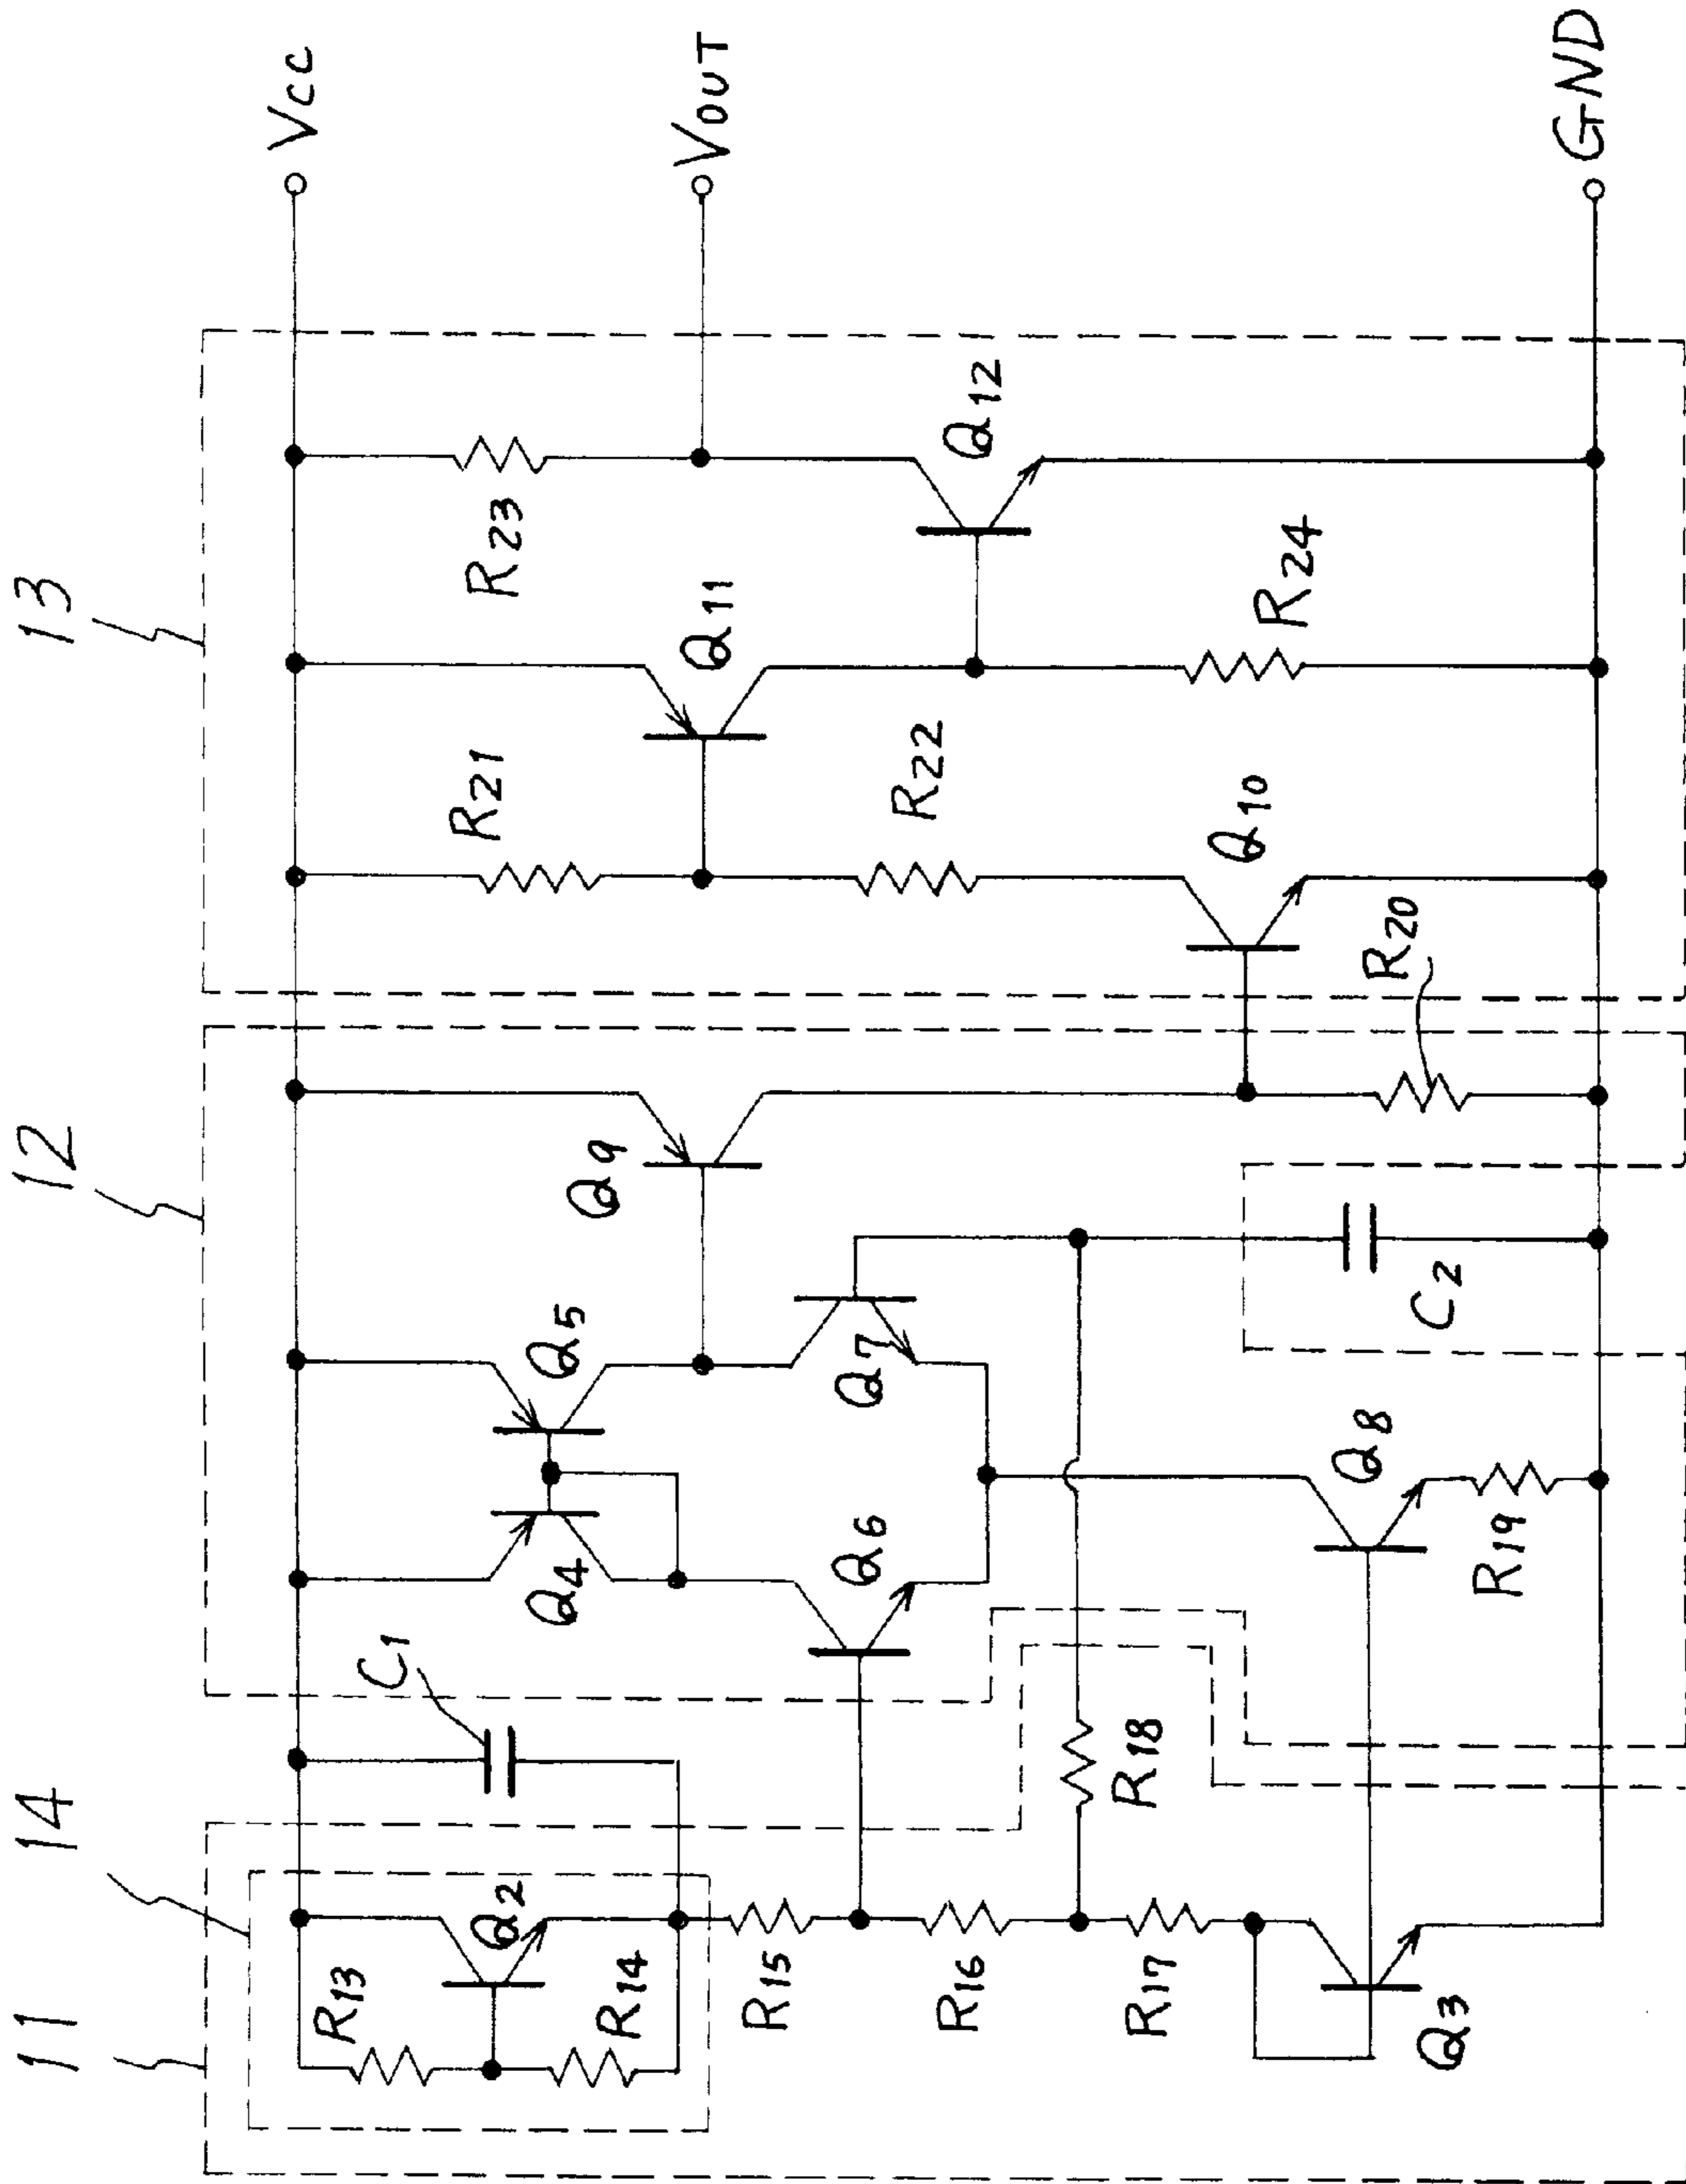 11
14
12
13
R13
Q2
R14
C1
R15
R16
R17
Q3
R18
Q4
Q5
Q6
Q7
Q8
R19
C2
Q9
R20
R21
R22
Q10
Q11
R23
Q12
R24
Vcc
VOUT
GND